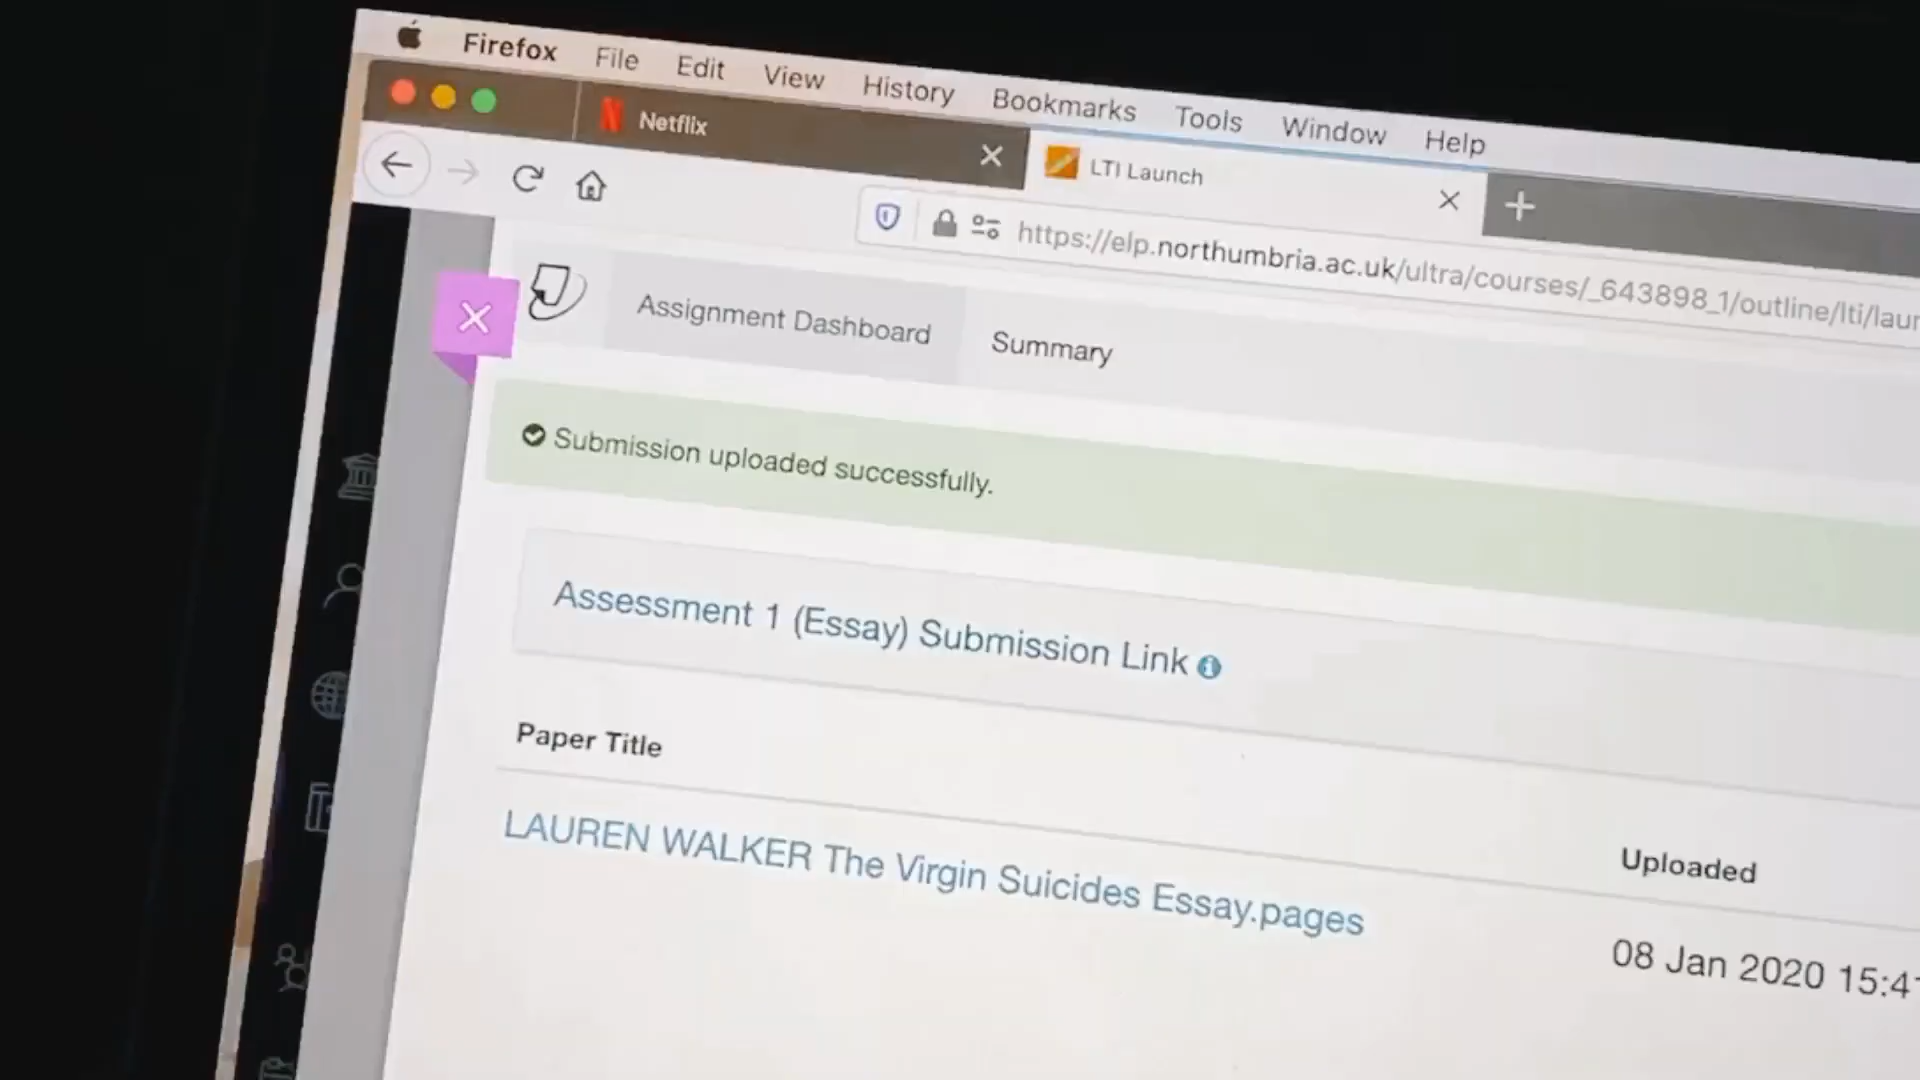 Firefox File Edit View History Bookmarks Tools Window Help
Netflix
LTI Launch
https://elp.northumbria.ac.uk/ultra/courses/_643898_1/outline/lti/laun
Assignment Dashboard
Summary
Submission uploaded successfully.
Assessment 1 (Essay) Submission Link
Paper Title
Uploaded
LAUREN WALKER The Virgin Suicides Essay.pages
08 Jan 2020 15:41